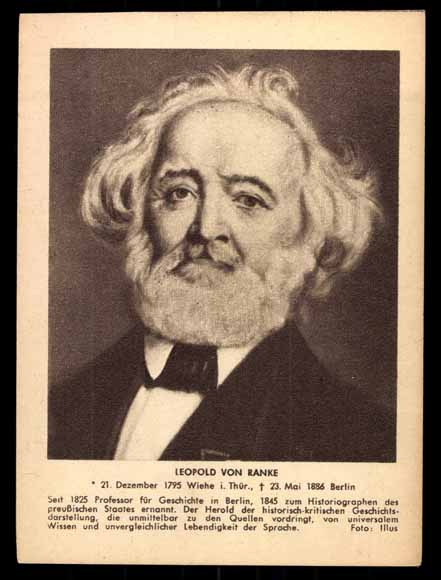 LEOPOLD VON RANKE
* 21. Dezember 1795 Wiehe i. Thür., † 23. Mai 1886 Berlin
Seit 1825 Professor für Geschichte in Berlin, 1845 zum Historiographen des
preußischen Staates ernannt. Der Herold der historisch-kritischen Geschichts-
darstellung, die unmittelbar zu den Quellen vordringt, von universalem
Wissen und unvergleichlicher Lebendigkeit der Sprache. Foto: Illus